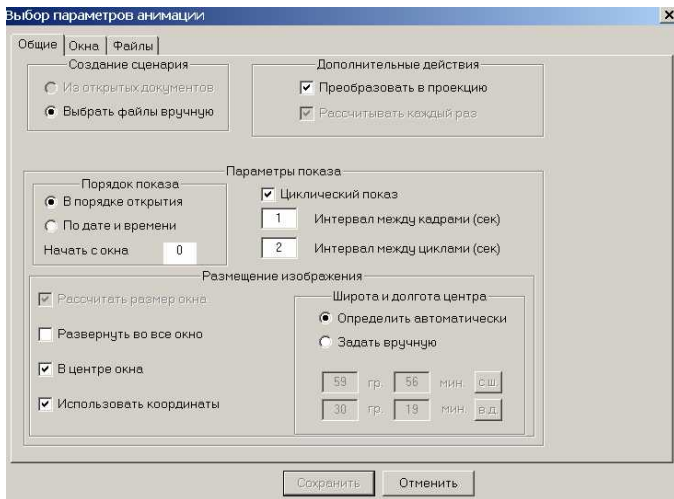 Выбор параметров анимации
Общие Окна Файлы
Создание сценария
Из открытых документов
Выбрать файлы вручную
Дополнительные действия
Преобразовать в проекцию
Рассчитывать каждый раз
Параметры показа
Порядок показа
В порядке открытия
По дате и времени
Начать с окна 0
Циклический показ
1 Интервал между кадрами (сек)
2 Интервал между циклами (сек)
Размещение изображения
Рассчитать размер окна
Развернуть во все окно
В центре окна
Использовать координаты
Широта и долгота центра
Определить автоматически
Задать вручную
59 гр. 56 мин. с.ш.
30 гр. 19 мин. в.д.
Сохранить Отменить